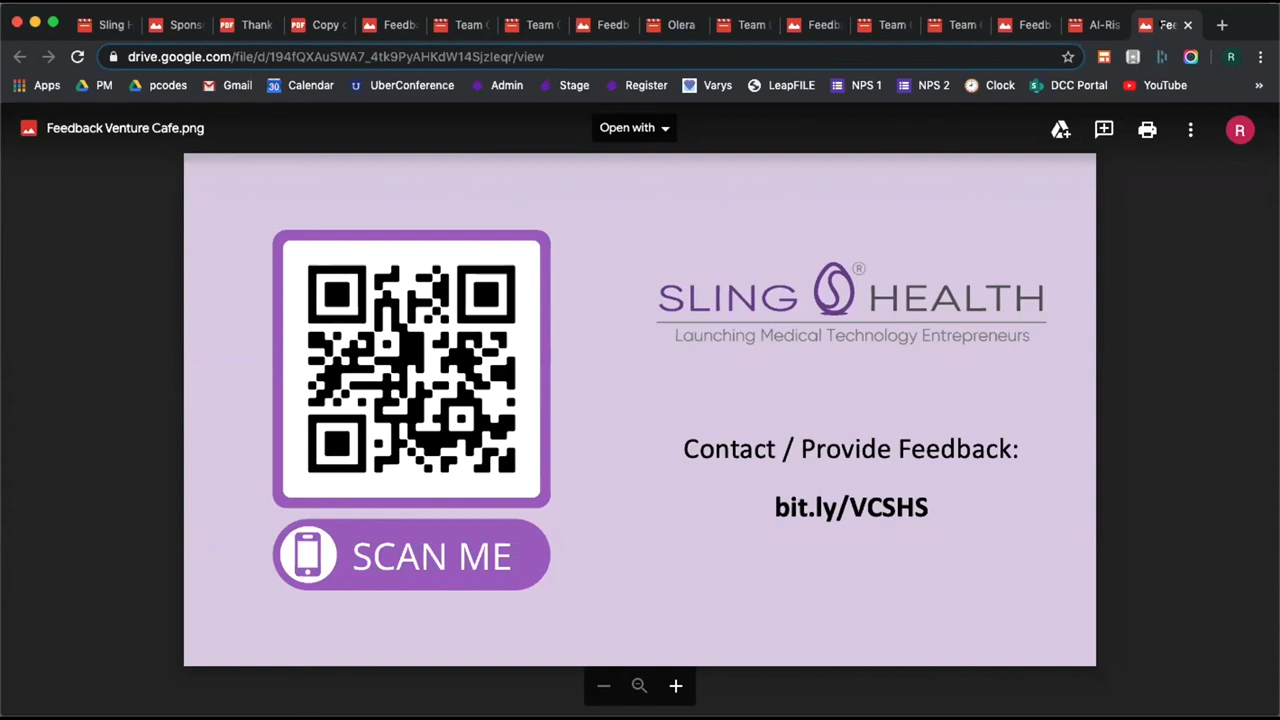 Sling H
Spons
Thank
Copy c
Feedb
Team C
Team C
Feedb
Olera
Team (
Feedb
Team (
Team C
Feedb
AI-Ris
Fee
drive.google.com/file/d/194fQXAuSWA7_4tk9PyAHKdW14SjzIeqr/view
R
Apps
PM
pcodes
Gmail
30
Calendar
UberConference
Admin
Stage
Register
Varys
LeapFILE
NPS 1
NPS 2
Clock
DCC Portal
YouTube
»
Feedback Venture Cafe.png
Open with
R
SLING HEALTH®
Launching Medical Technology Entrepreneurs
Contact / Provide Feedback:
bit.ly/VCSHS
SCAN ME